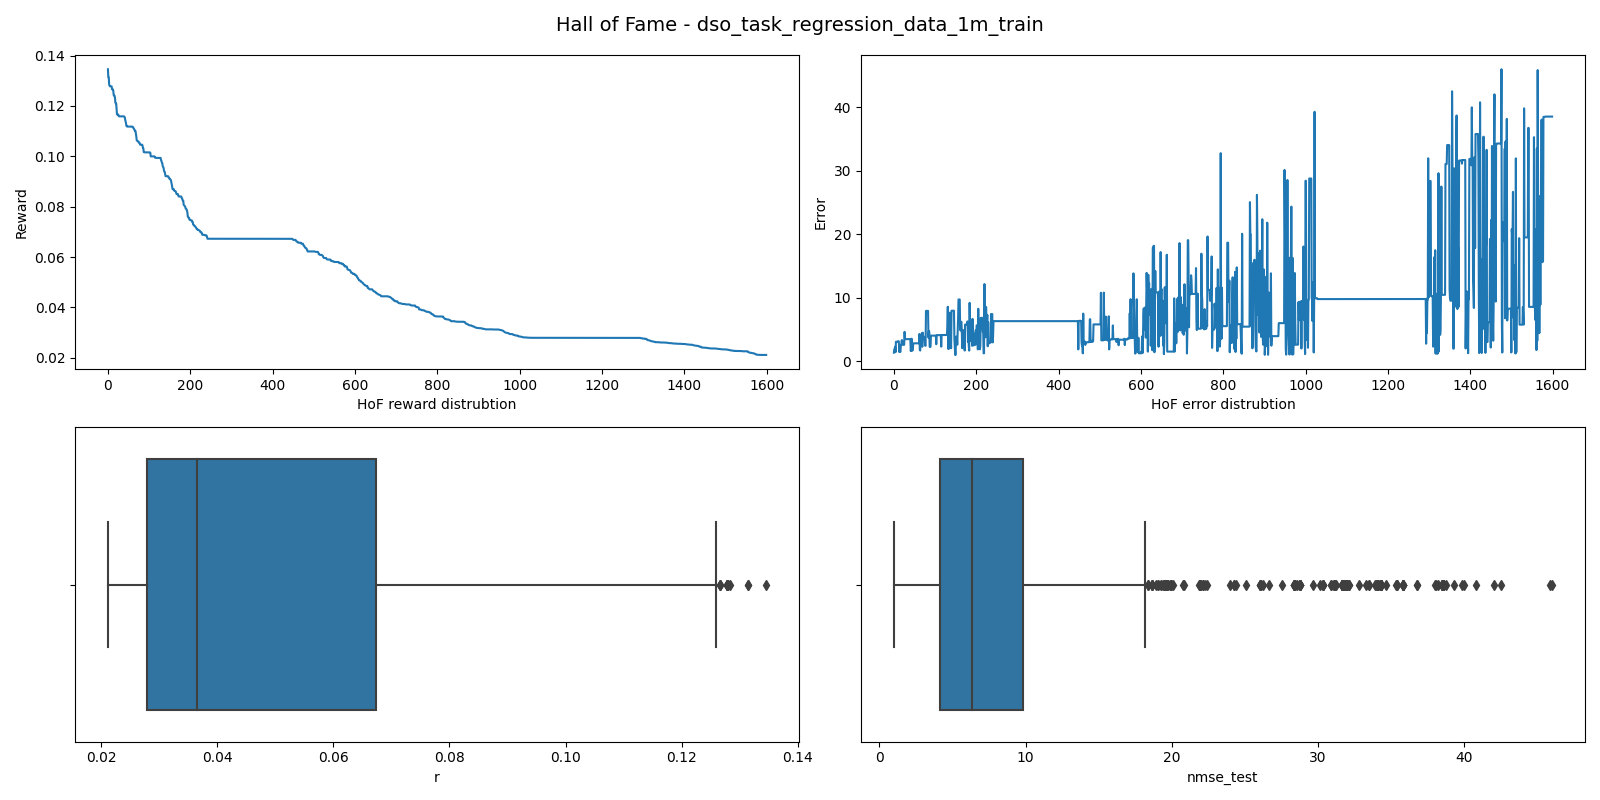 Hall of Fame - dso_task_regression_data_1m_train
0.14
0.12
0.10
0.08
0.06
0.04
0.02
Reward
0 200 400 600 800 1000 1200 1400 1600
HoF reward distrubtion
40
30
20
10
0
Error
0 200 400 600 800 1000 1200 1400 1600
HoF error distrubtion
0.02 0.04 0.06 0.08 0.10 0.12 0.14
r
0 10 20 30 40
nmse_test